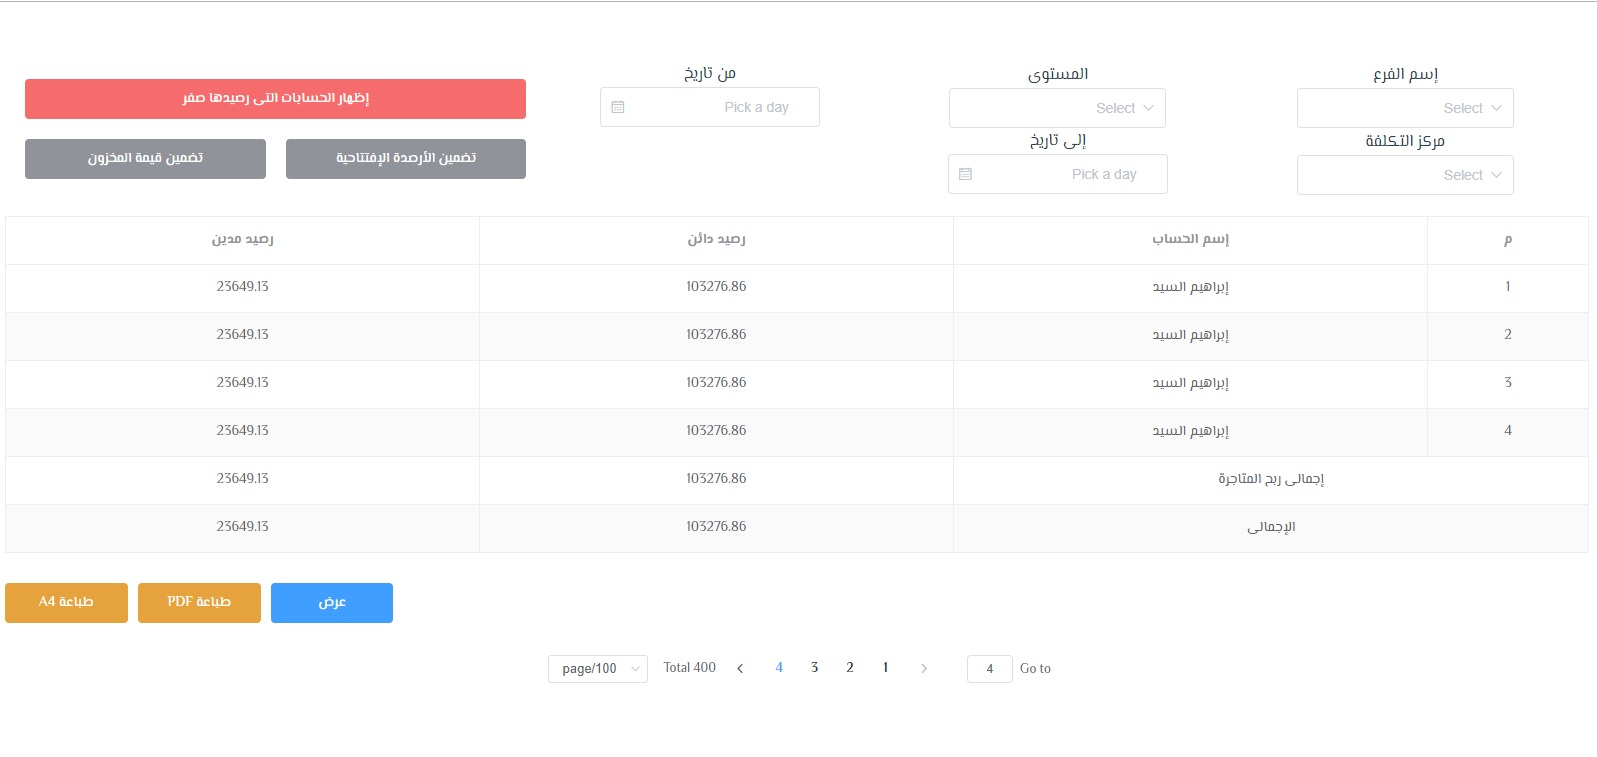 إسم الفرع
Select
المستوى
Select
من تاريخ
Pick a day
إظهار الحسابات التى رصيدها صفر
مركز التكلفة
Select
إلى تاريخ
Pick a day
تضمين الأرصدة الإفتتاحية
تضمين قيمة المخزون
م إسم الحساب رصيد دائن رصيد مدين
1 إبراهيم السيد 103276.86 23649.13
2 إبراهيم السيد 103276.86 23649.13
3 إبراهيم السيد 103276.86 23649.13
4 إبراهيم السيد 103276.86 23649.13
إجمالى ربح المتاجرة 103276.86 23649.13
الإجمالى 103276.86 23649.13
عرض
طباعة PDF
طباعة A4
page/100 Total 400 4 3 2 1 4 Go to